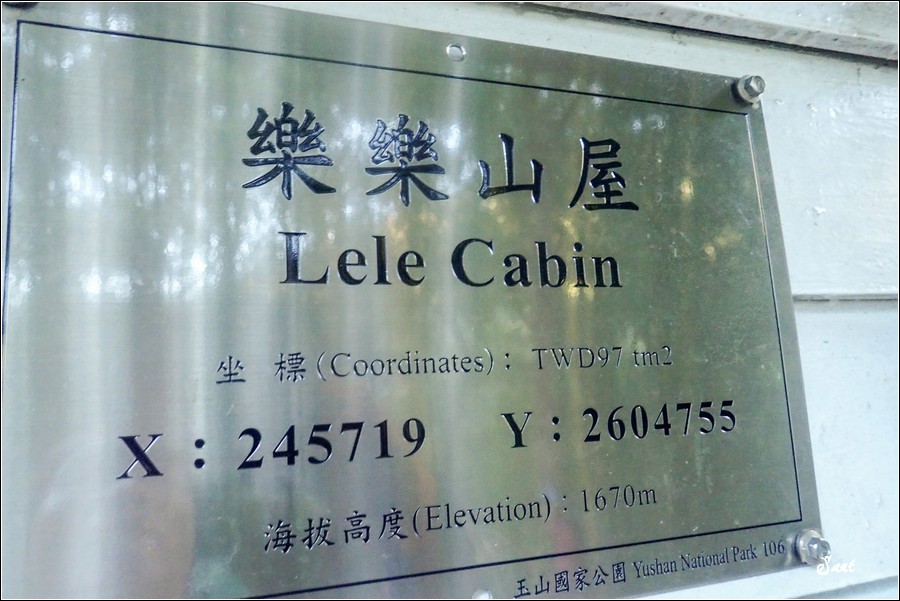 樂樂山屋
Lele Cabin
坐 標(Coordinates)： TWD97 tm2
X：245719 Y：2604755
海拔高度(Elevation)：1670m
玉山國家公園 Yushan National Park 106